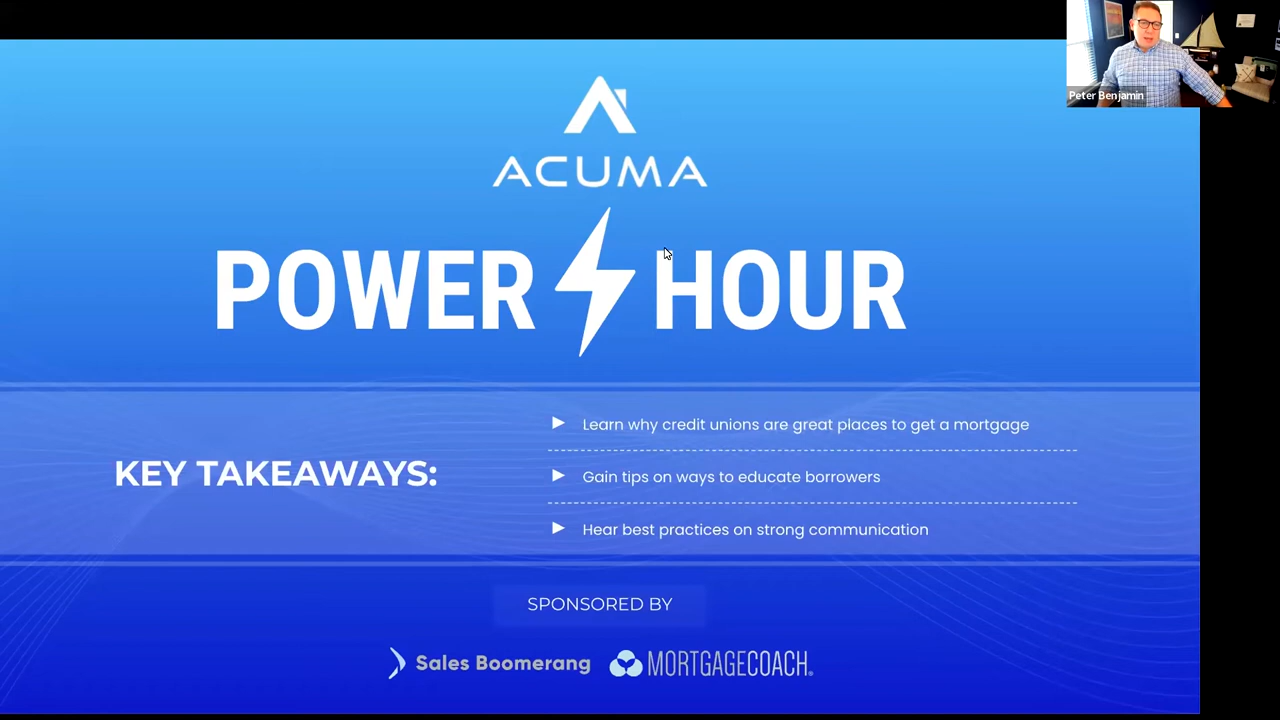 Peter Benjamin
ACUMA
POWER HOUR
KEY TAKEAWAYS:
Learn why credit unions are great places to get a mortgage
Gain tips on ways to educate borrowers
Hear best practices on strong communication
SPONSORED BY
Sales Boomerang MORTGAGECOACH®